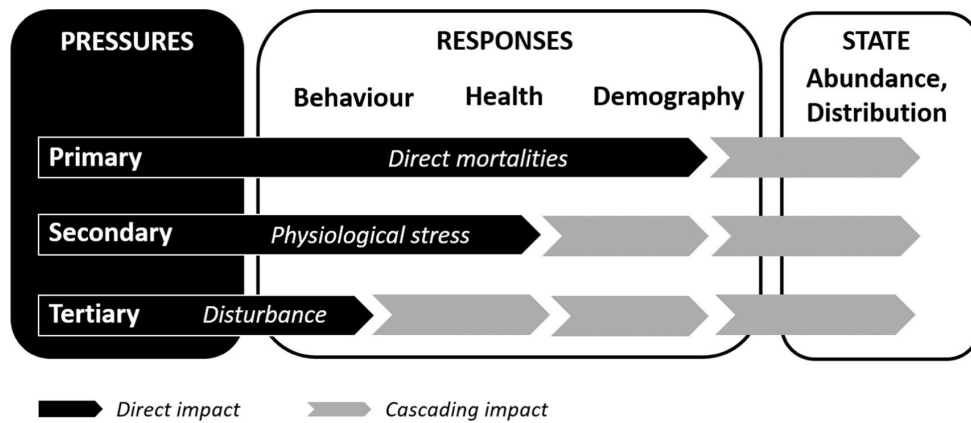 PRESSURES
RESPONSES
STATE
Behaviour
Health
Demography
Abundance,
Distribution
Primary
Direct mortalities
Secondary
Physiological stress
Tertiary
Disturbance
Direct impact
Cascading impact